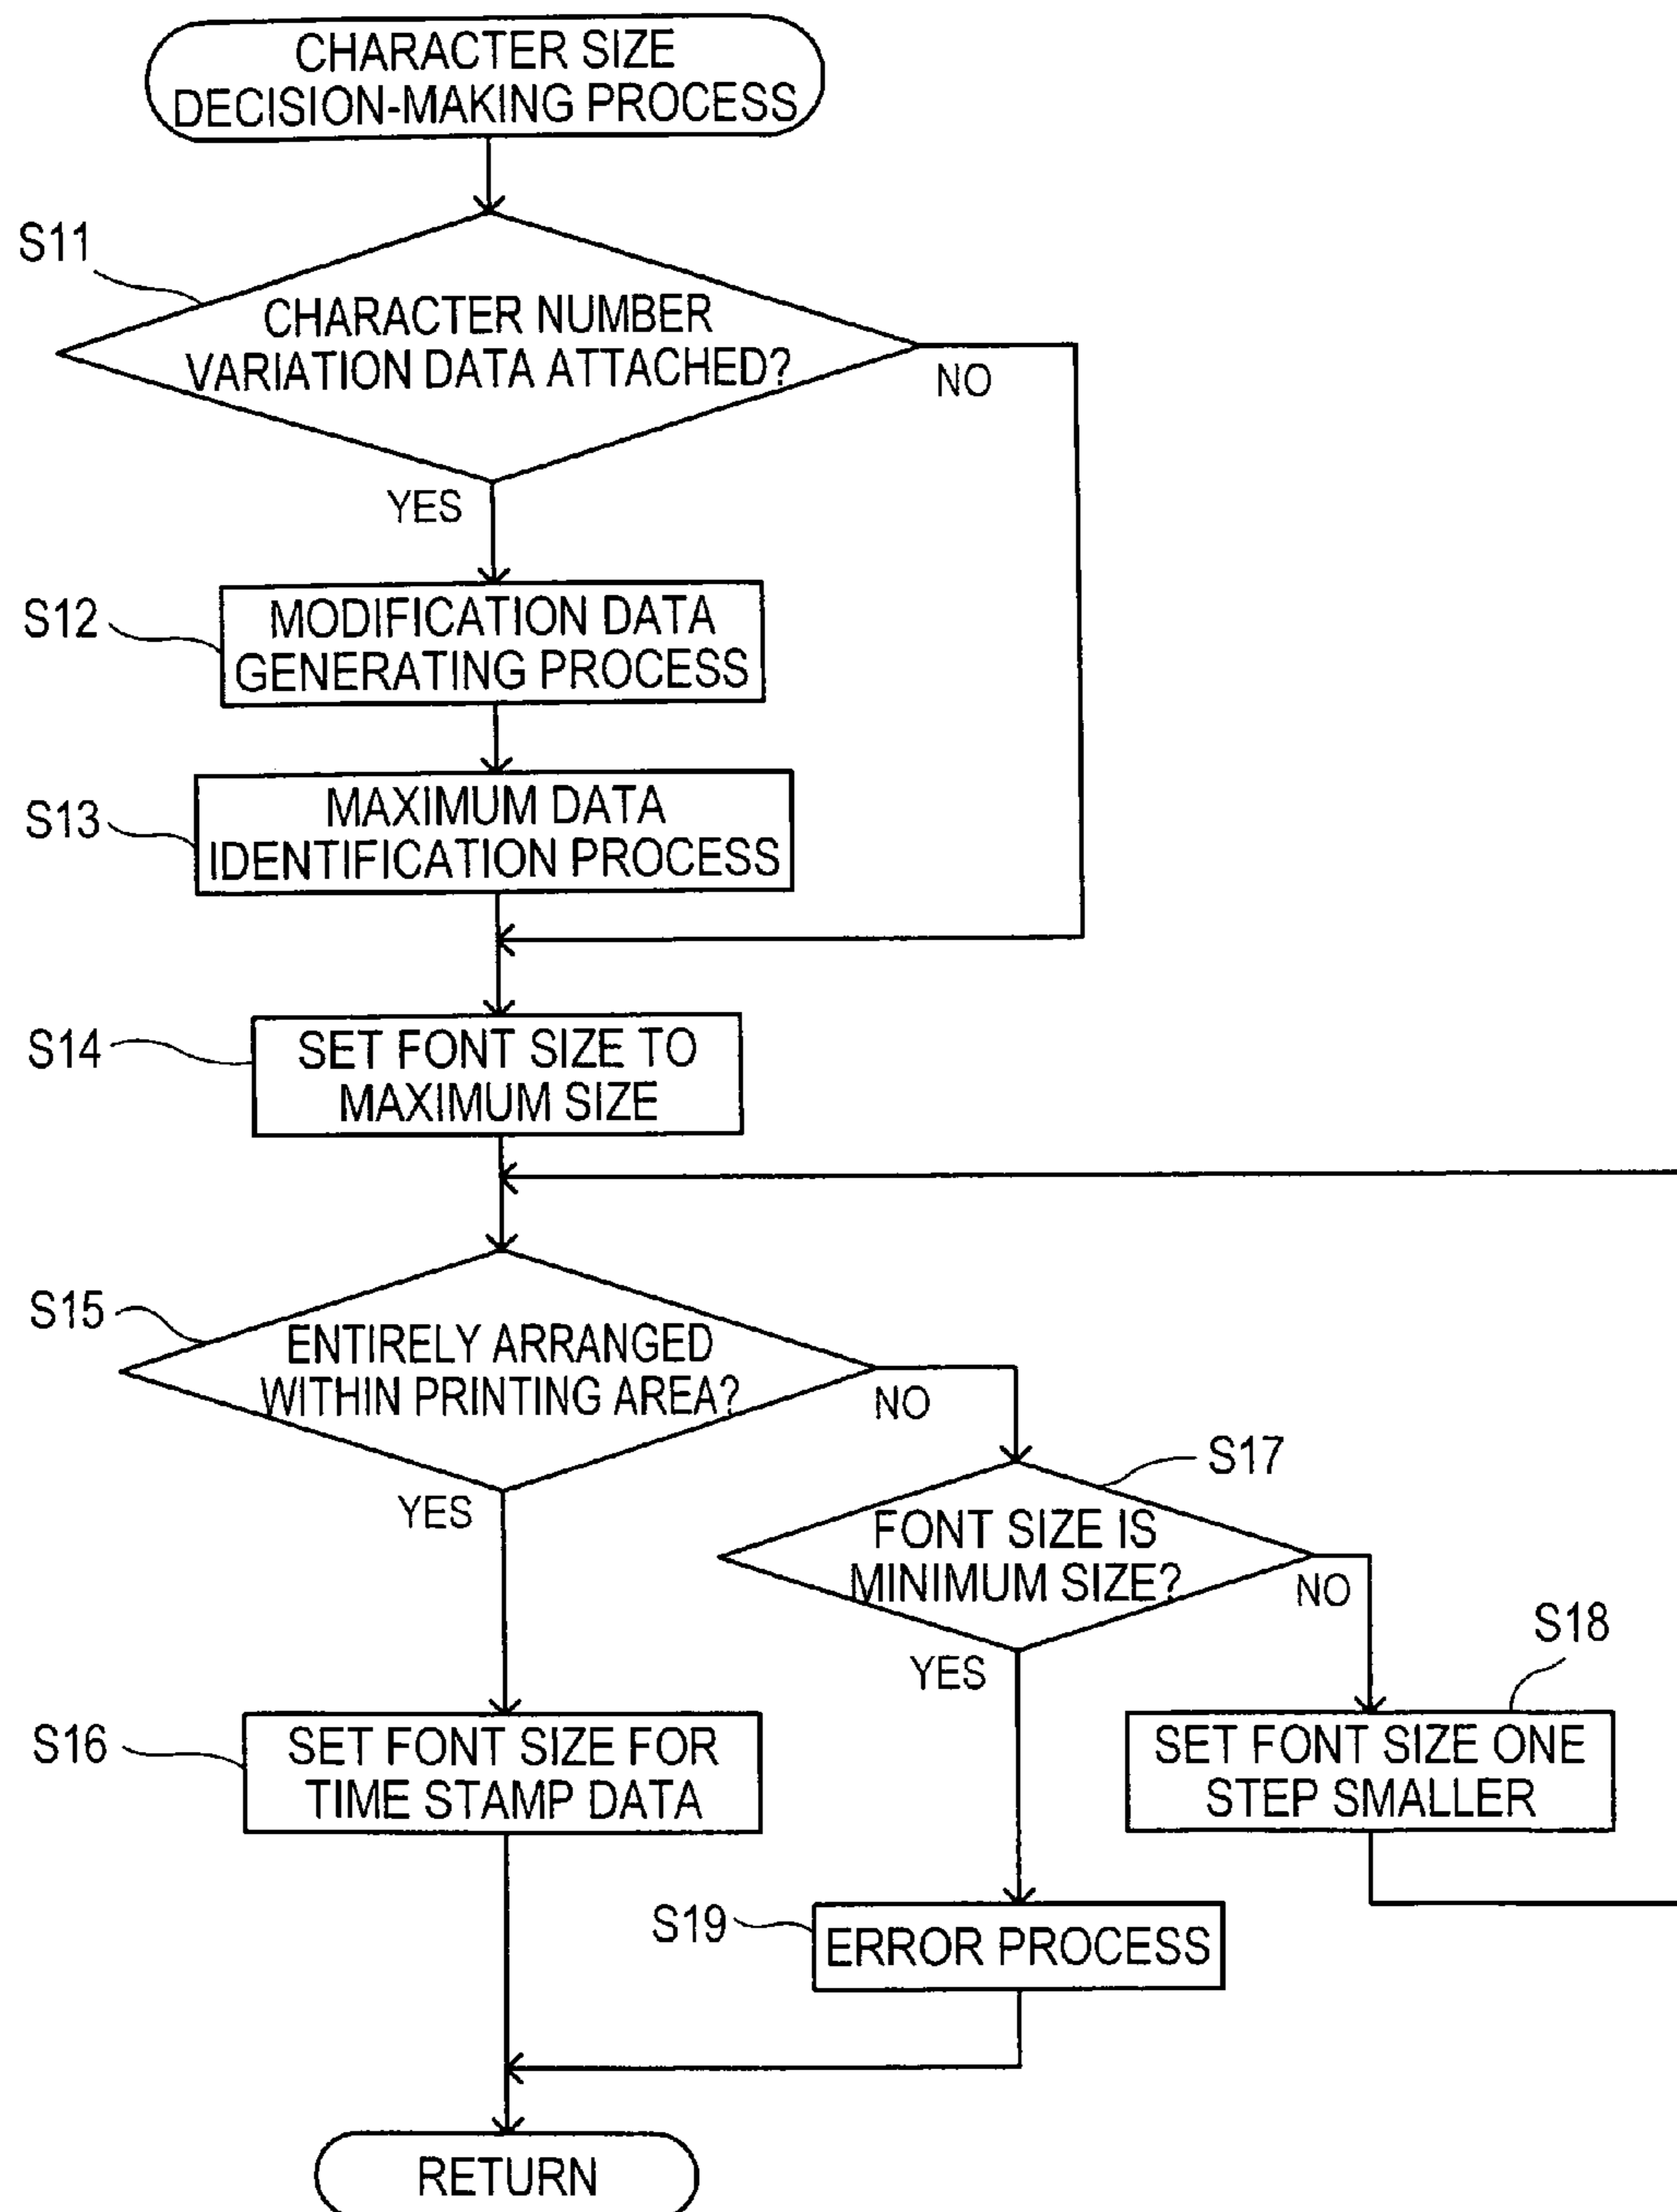 CHARACTER SIZE
DECISION-MAKING PROCESS
S11
CHARACTER NUMBER
VARIATION DATA ATTACHED?
NO
YES
S12
MODIFICATION DATA
GENERATING PROCESS
S13
MAXIMUM DATA
IDENTIFICATION PROCESS
S14
SET FONT SIZE TO
MAXIMUM SIZE
S15
ENTIRELY ARRANGED
WITHIN PRINTING AREA?
NO
YES
S17
FONT SIZE IS
MINIMUM SIZE?
NO
YES
S18
S16
SET FONT SIZE FOR
TIME STAMP DATA
SET FONT SIZE ONE
STEP SMALLER
S19
ERROR PROCESS
RETURN